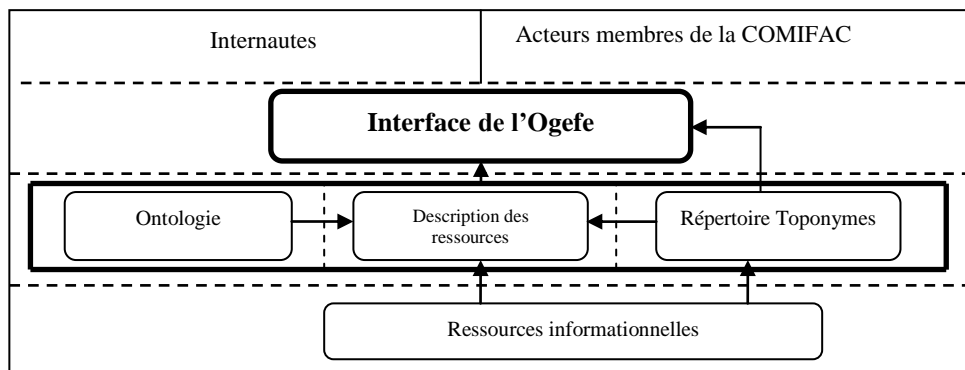 Internautes
Acteurs membres de la COMIFAC
Interface de l’Ogefe
Ontologie
Description des
ressources
Répertoire Toponymes
Ressources informationnelles